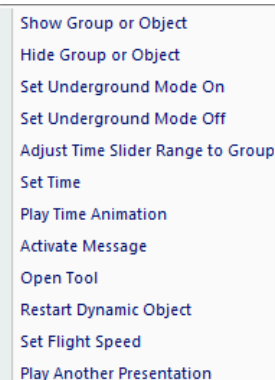 Show Group or Object
Hide Group or Object
Set Underground Mode On
Set Underground Mode Off
Adjust Time Slider Range to Group
Set Time
Play Time Animation
Activate Message
Open Tool
Restart Dynamic Object
Set Flight Speed
Play Another Presentation